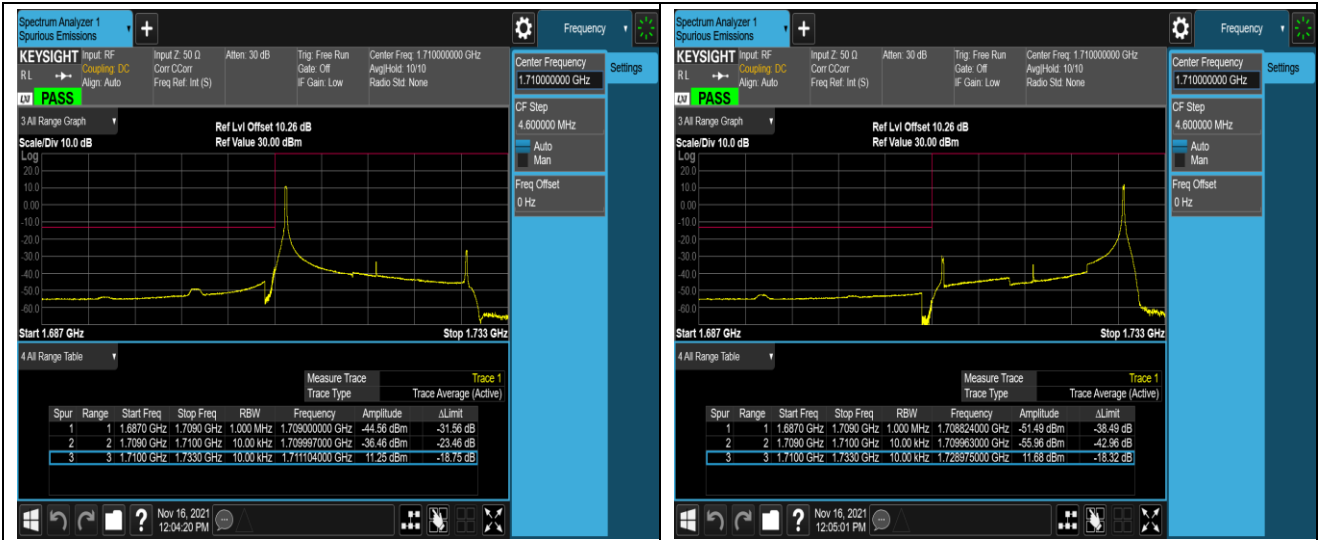 Spectrum Analyzer 1
Spurious Emissions
Frequency
KEYSIGHT Input: RF Input Z: 50 Ω Atten: 30 dB Trig: Free Run Center Freq: 1.710000000 GHz
Coupling: DC Corr CCorr Gate: Off Avg|Hold: 10/10
RL Align: Auto Freq Ref: Int (S) IF Gain: Low Radio Std: None
LXI PASS
Center Frequency
1.710000000 GHz
Settings
CF Step
4.600000 MHz
Auto
Man
Freq Offset
0 Hz
3 All Range Graph
Ref Lvl Offset 10.26 dB
Scale/Div 10.0 dB Ref Value 30.00 dBm
Log
20.0
10.0
0.00
-10.0
-20.0
-30.0
-40.0
-50.0
-60.0
Start 1.687 GHz Stop 1.733 GHz
4 All Range Table
Measure Trace Trace 1
Trace Type Trace Average (Active)
Spur Range Start Freq Stop Freq RBW Frequency Amplitude ΔLimit
1 1 1.6870 GHz 1.7090 GHz 1.000 MHz 1.709000000 GHz -44.56 dBm -31.56 dB
2 2 1.7090 GHz 1.7100 GHz 10.00 kHz 1.709997000 GHz -36.46 dBm -23.46 dB
3 3 1.7100 GHz 1.7330 GHz 10.00 kHz 1.711104000 GHz 11.25 dBm -18.75 dB
Nov 16, 2021
12:04:20 PM
Spectrum Analyzer 1
Spurious Emissions
Frequency
KEYSIGHT Input: RF Input Z: 50 Ω Atten: 30 dB Trig: Free Run Center Freq: 1.710000000 GHz
Coupling: DC Corr CCorr Gate: Off Avg|Hold: 10/10
RL Align: Auto Freq Ref: Int (S) IF Gain: Low Radio Std: None
LXI PASS
Center Frequency
1.710000000 GHz
Settings
CF Step
4.600000 MHz
Auto
Man
Freq Offset
0 Hz
3 All Range Graph
Ref Lvl Offset 10.26 dB
Scale/Div 10.0 dB Ref Value 30.00 dBm
Log
20.0
10.0
0.00
-10.0
-20.0
-30.0
-40.0
-50.0
-60.0
Start 1.687 GHz Stop 1.733 GHz
4 All Range Table
Measure Trace Trace 1
Trace Type Trace Average (Active)
Spur Range Start Freq Stop Freq RBW Frequency Amplitude ΔLimit
1 1 1.6870 GHz 1.7090 GHz 1.000 MHz 1.708824000 GHz -51.49 dBm -38.49 dB
2 2 1.7090 GHz 1.7100 GHz 10.00 kHz 1.709963000 GHz -55.96 dBm -42.96 dB
3 3 1.7100 GHz 1.7330 GHz 10.00 kHz 1.728975000 GHz 11.68 dBm -18.32 dB
Nov 16, 2021
12:05:01 PM